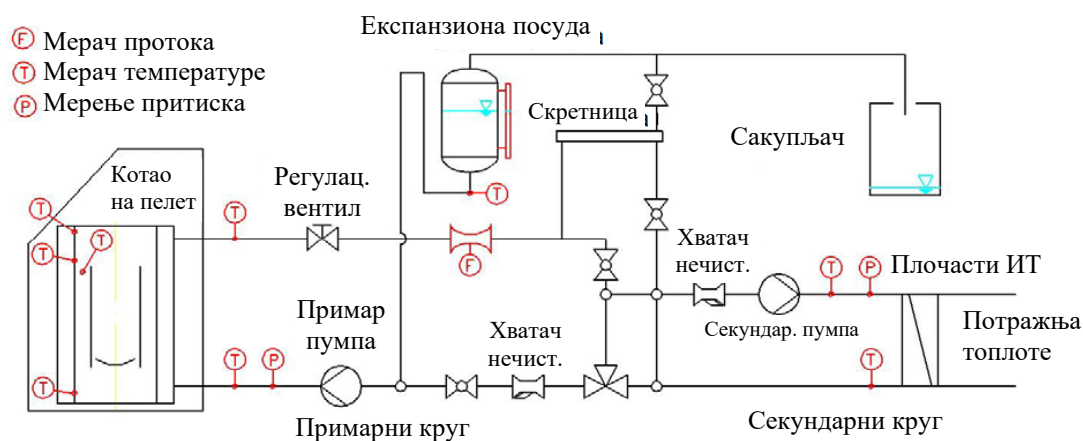 Експанзиона посуда
F Мерач протока
T Мерач температуре
P Мерење притиска
Скретница
Сакупљач
Котао
на пелет
Регулац.
вентил
T
T
T
T
T
T
F
Хватач
нечист.
T
P
Плочасти ИТ
Примар
пумпа
Хватач
нечист.
Секундар. пумпа
Потражња
топлоте
T
T
P
T
Примарни круг
Секундарни круг